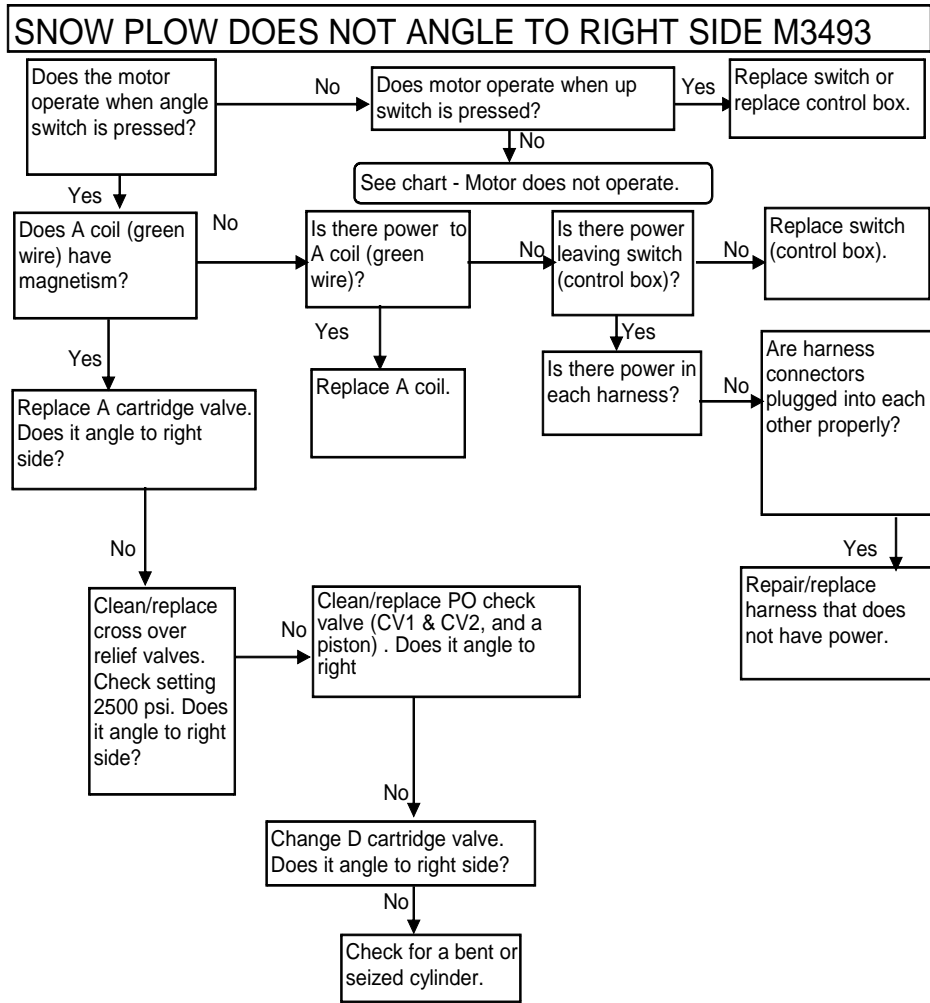 SNOW PLOW DOES NOT ANGLE TO RIGHT SIDE M3493
Does the motor
operate when angle
switch is pressed?
No
Does motor operate when up
switch is pressed?
Yes
Replace switch or
replace control box.
No
See chart - Motor does not operate.
Yes
Does A coil (green
wire) have
magnetism?
No
Is there power to
A coil (green
wire)?
No
Is there power
leaving switch
(control box)?
No
Replace switch
(control box).
Yes
Yes
Yes
Replace A coil.
Is there power in
each harness?
No
Are harness
connectors
plugged into each
other properly?
Replace A cartridge valve.
Does it angle to right
side?
No
Yes
Repair/replace
harness that does
not have power.
Clean/replace
cross over
relief valves.
Check setting
2500 psi. Does
it angle to right
side?
No
Clean/replace PO check
valve (CV1 & CV2, and a
piston) . Does it angle to
right
No
Change D cartridge valve.
Does it angle to right side?
No
Check for a bent or
seized cylinder.